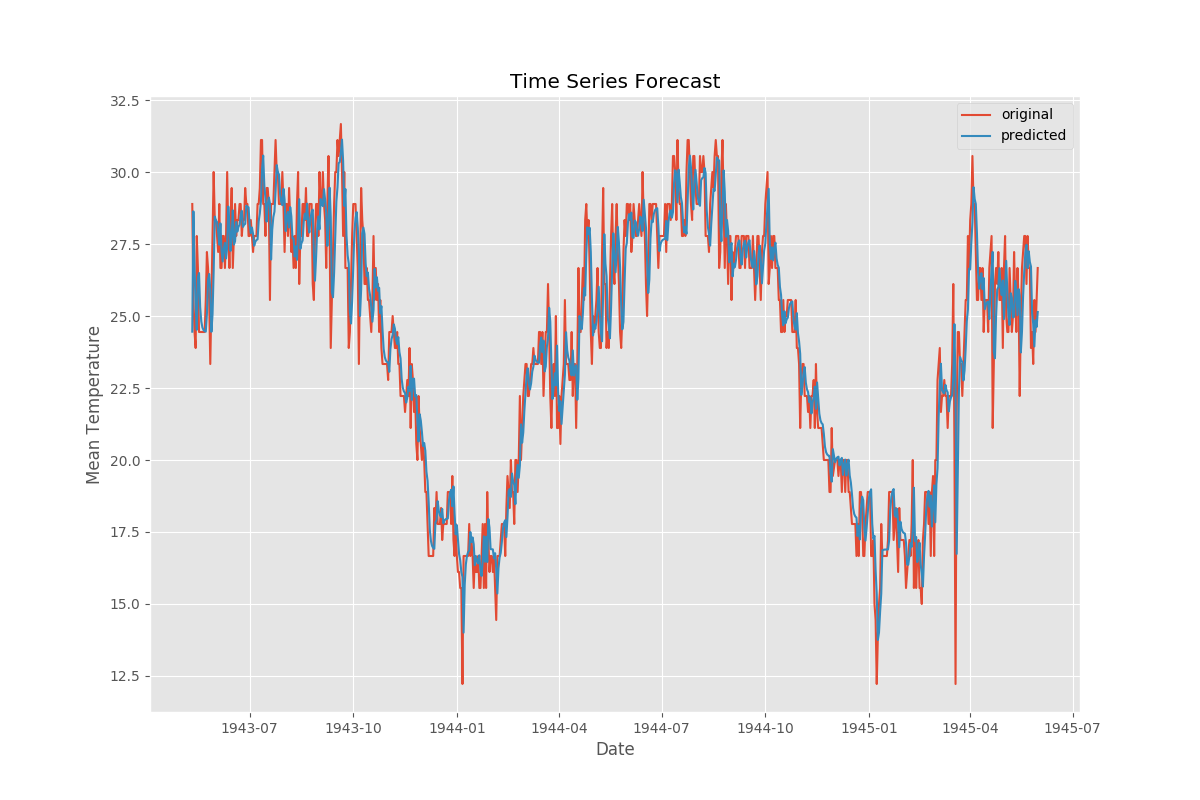 Time Series Forecast
original
predicted
Mean Temperature
32.5
30.0
27.5
25.0
22.5
20.0
17.5
15.0
12.5
1943-07 1943-10 1944-01 1944-04 1944-07 1944-10 1945-01 1945-04 1945-07
Date